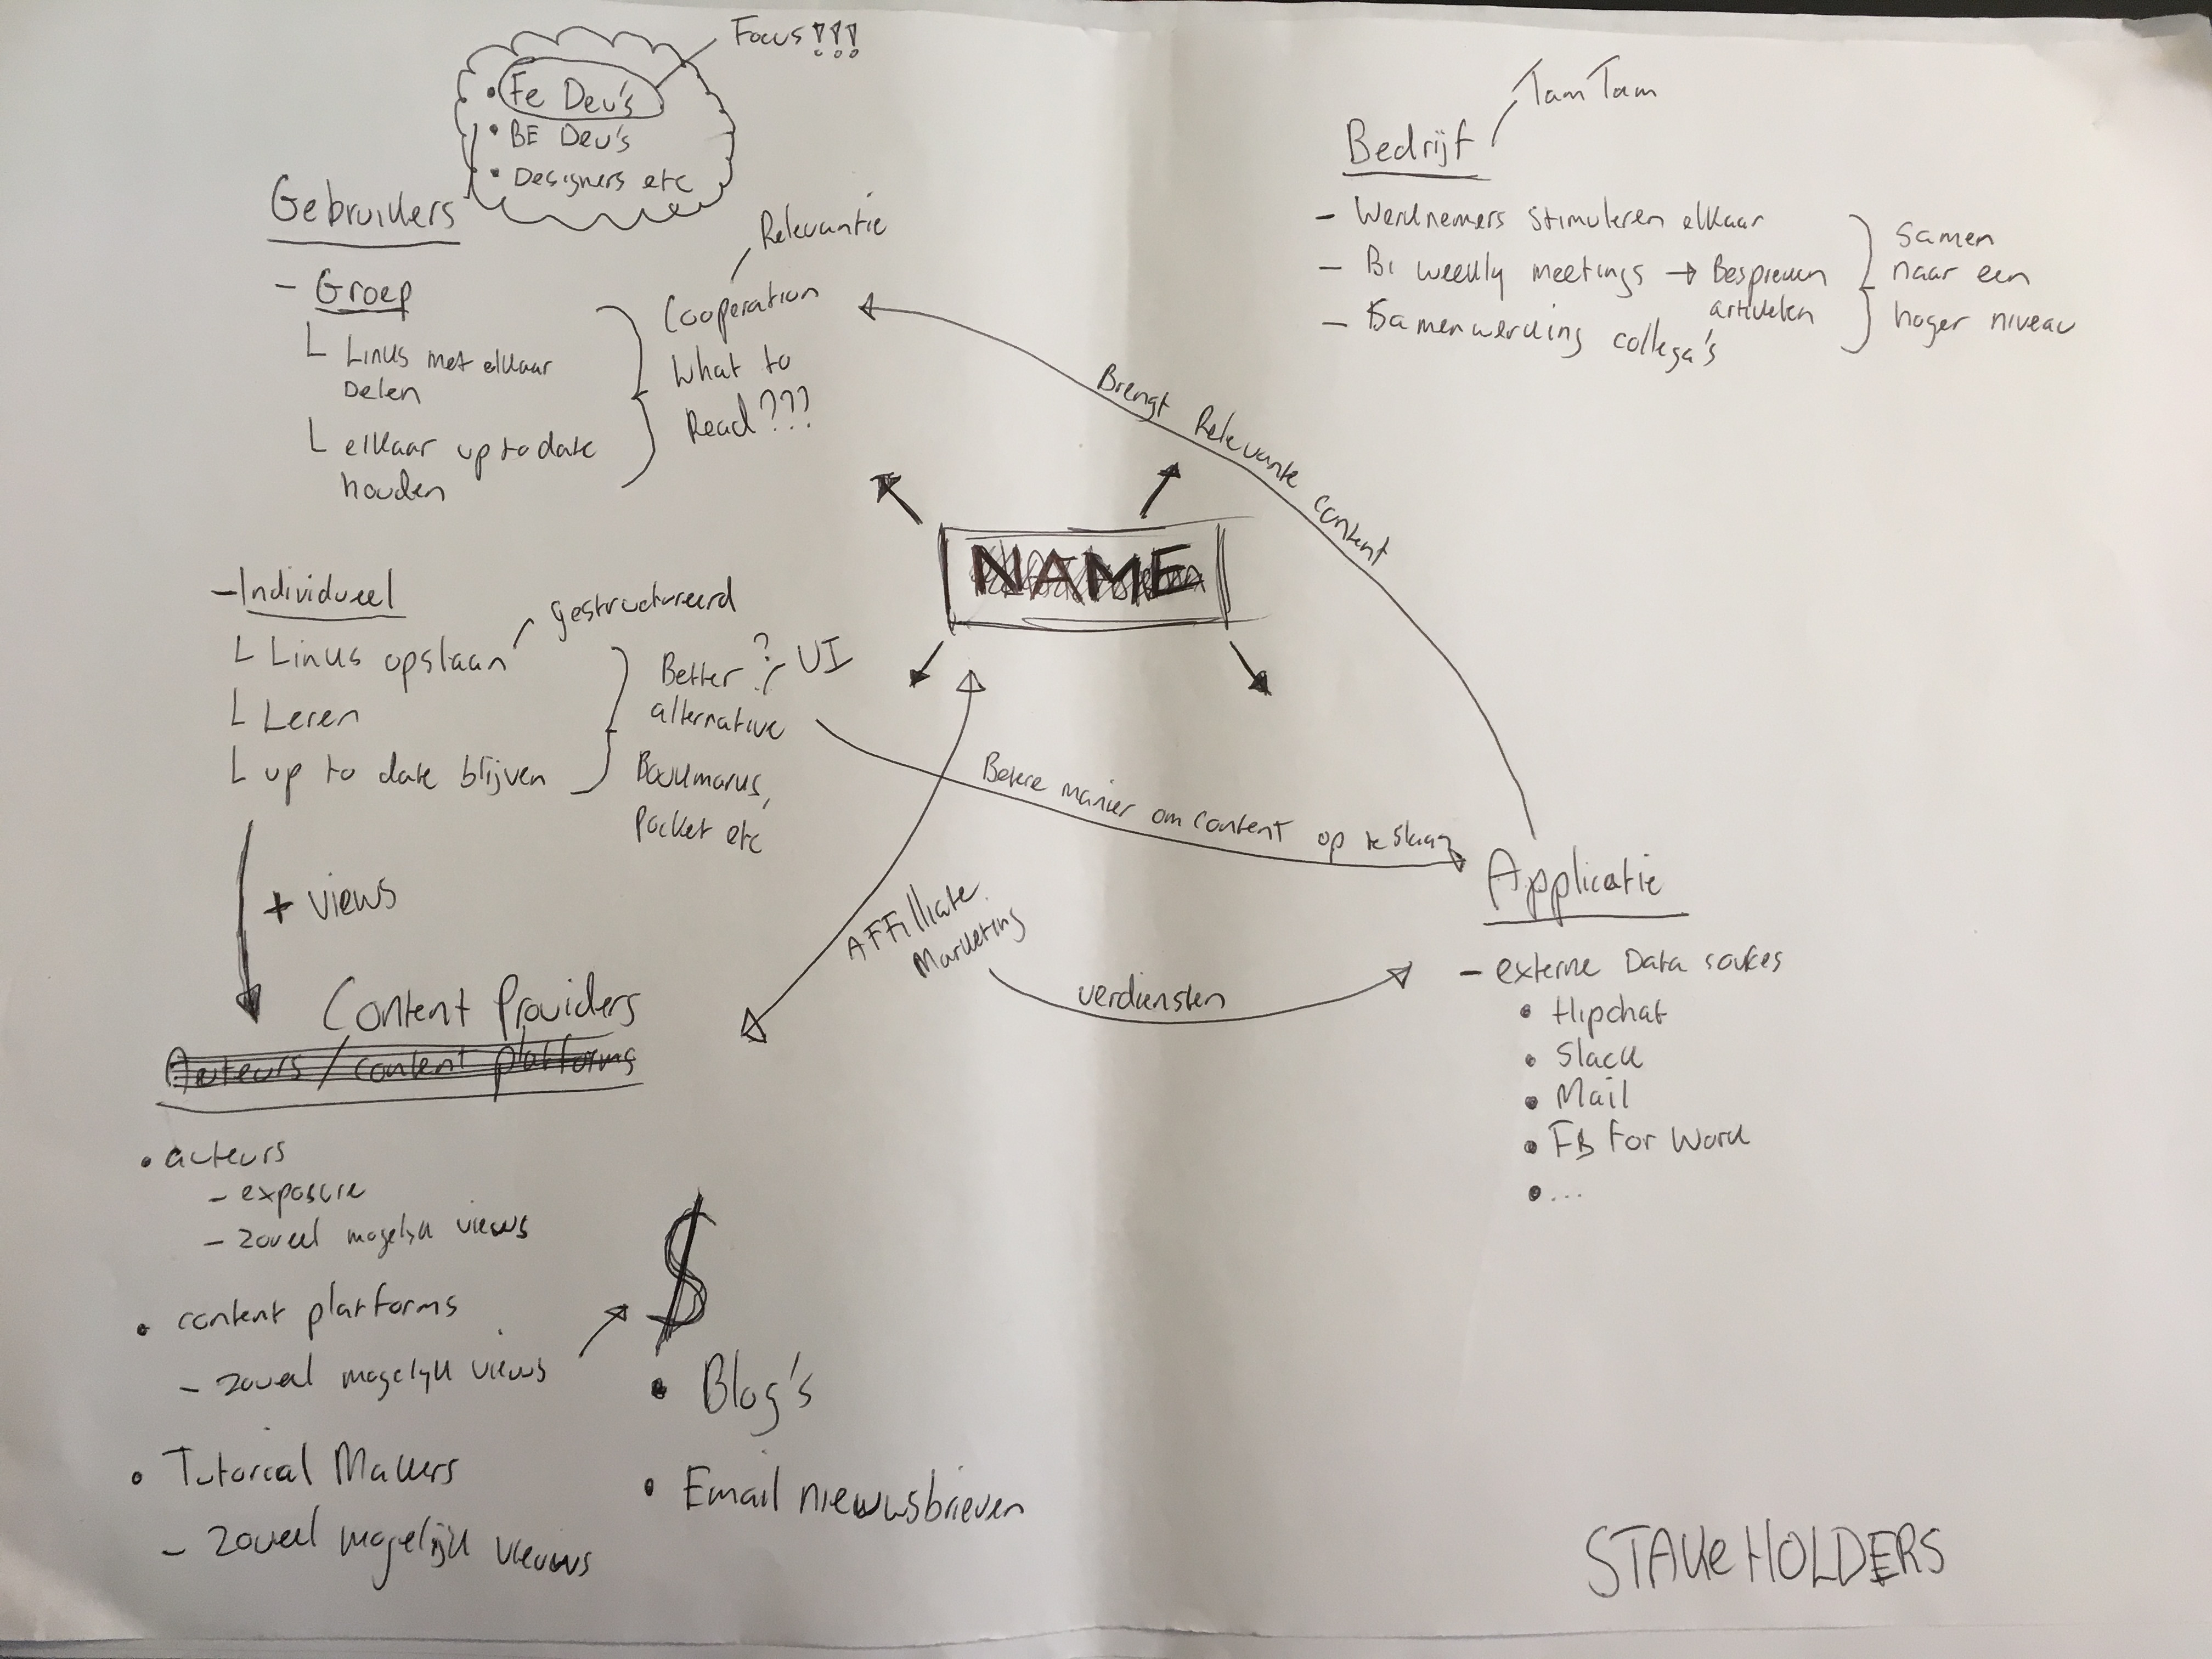 Focus !!!
• Fe Dev's
• BE Dev's
• Designers etc
Gebruikers
Relevantie
- Groep
L Links met elkaar
Delen
L elkaar up to date
houden
Cooperation
What to
Read ???
- Individueel
gestructureerd
L Links opslaan
L Leren
L up to date blijven
Better ?
UI
alternative
Bookmarks,
Pocket etc
+ views
Content Providers
Auteurs / content platforms
• auteurs
- exposure
- zoveel mogelijk views
• content platforms
- zoveel mogelijk views
• Tutorial Makers
- zoveel mogelijk vieuws
$
• Blog's
• Email nieuwsbrieven
NAME
Brengt Relevante content
Betere manier om content op te slaan
Affilliate
Marketing
verdiensten
Tam Tam
Bedrijf
- Werknemers stimuleren elkaar
- Bi weekly meetings → Bespreken
artikelen
- Samenwerking collega's
Samen
naar een
hoger niveau
Applicatie
- externe Data sources
• Hipchat
• Slack
• Mail
• FB for Work
• ...
STAKEHOLDERS